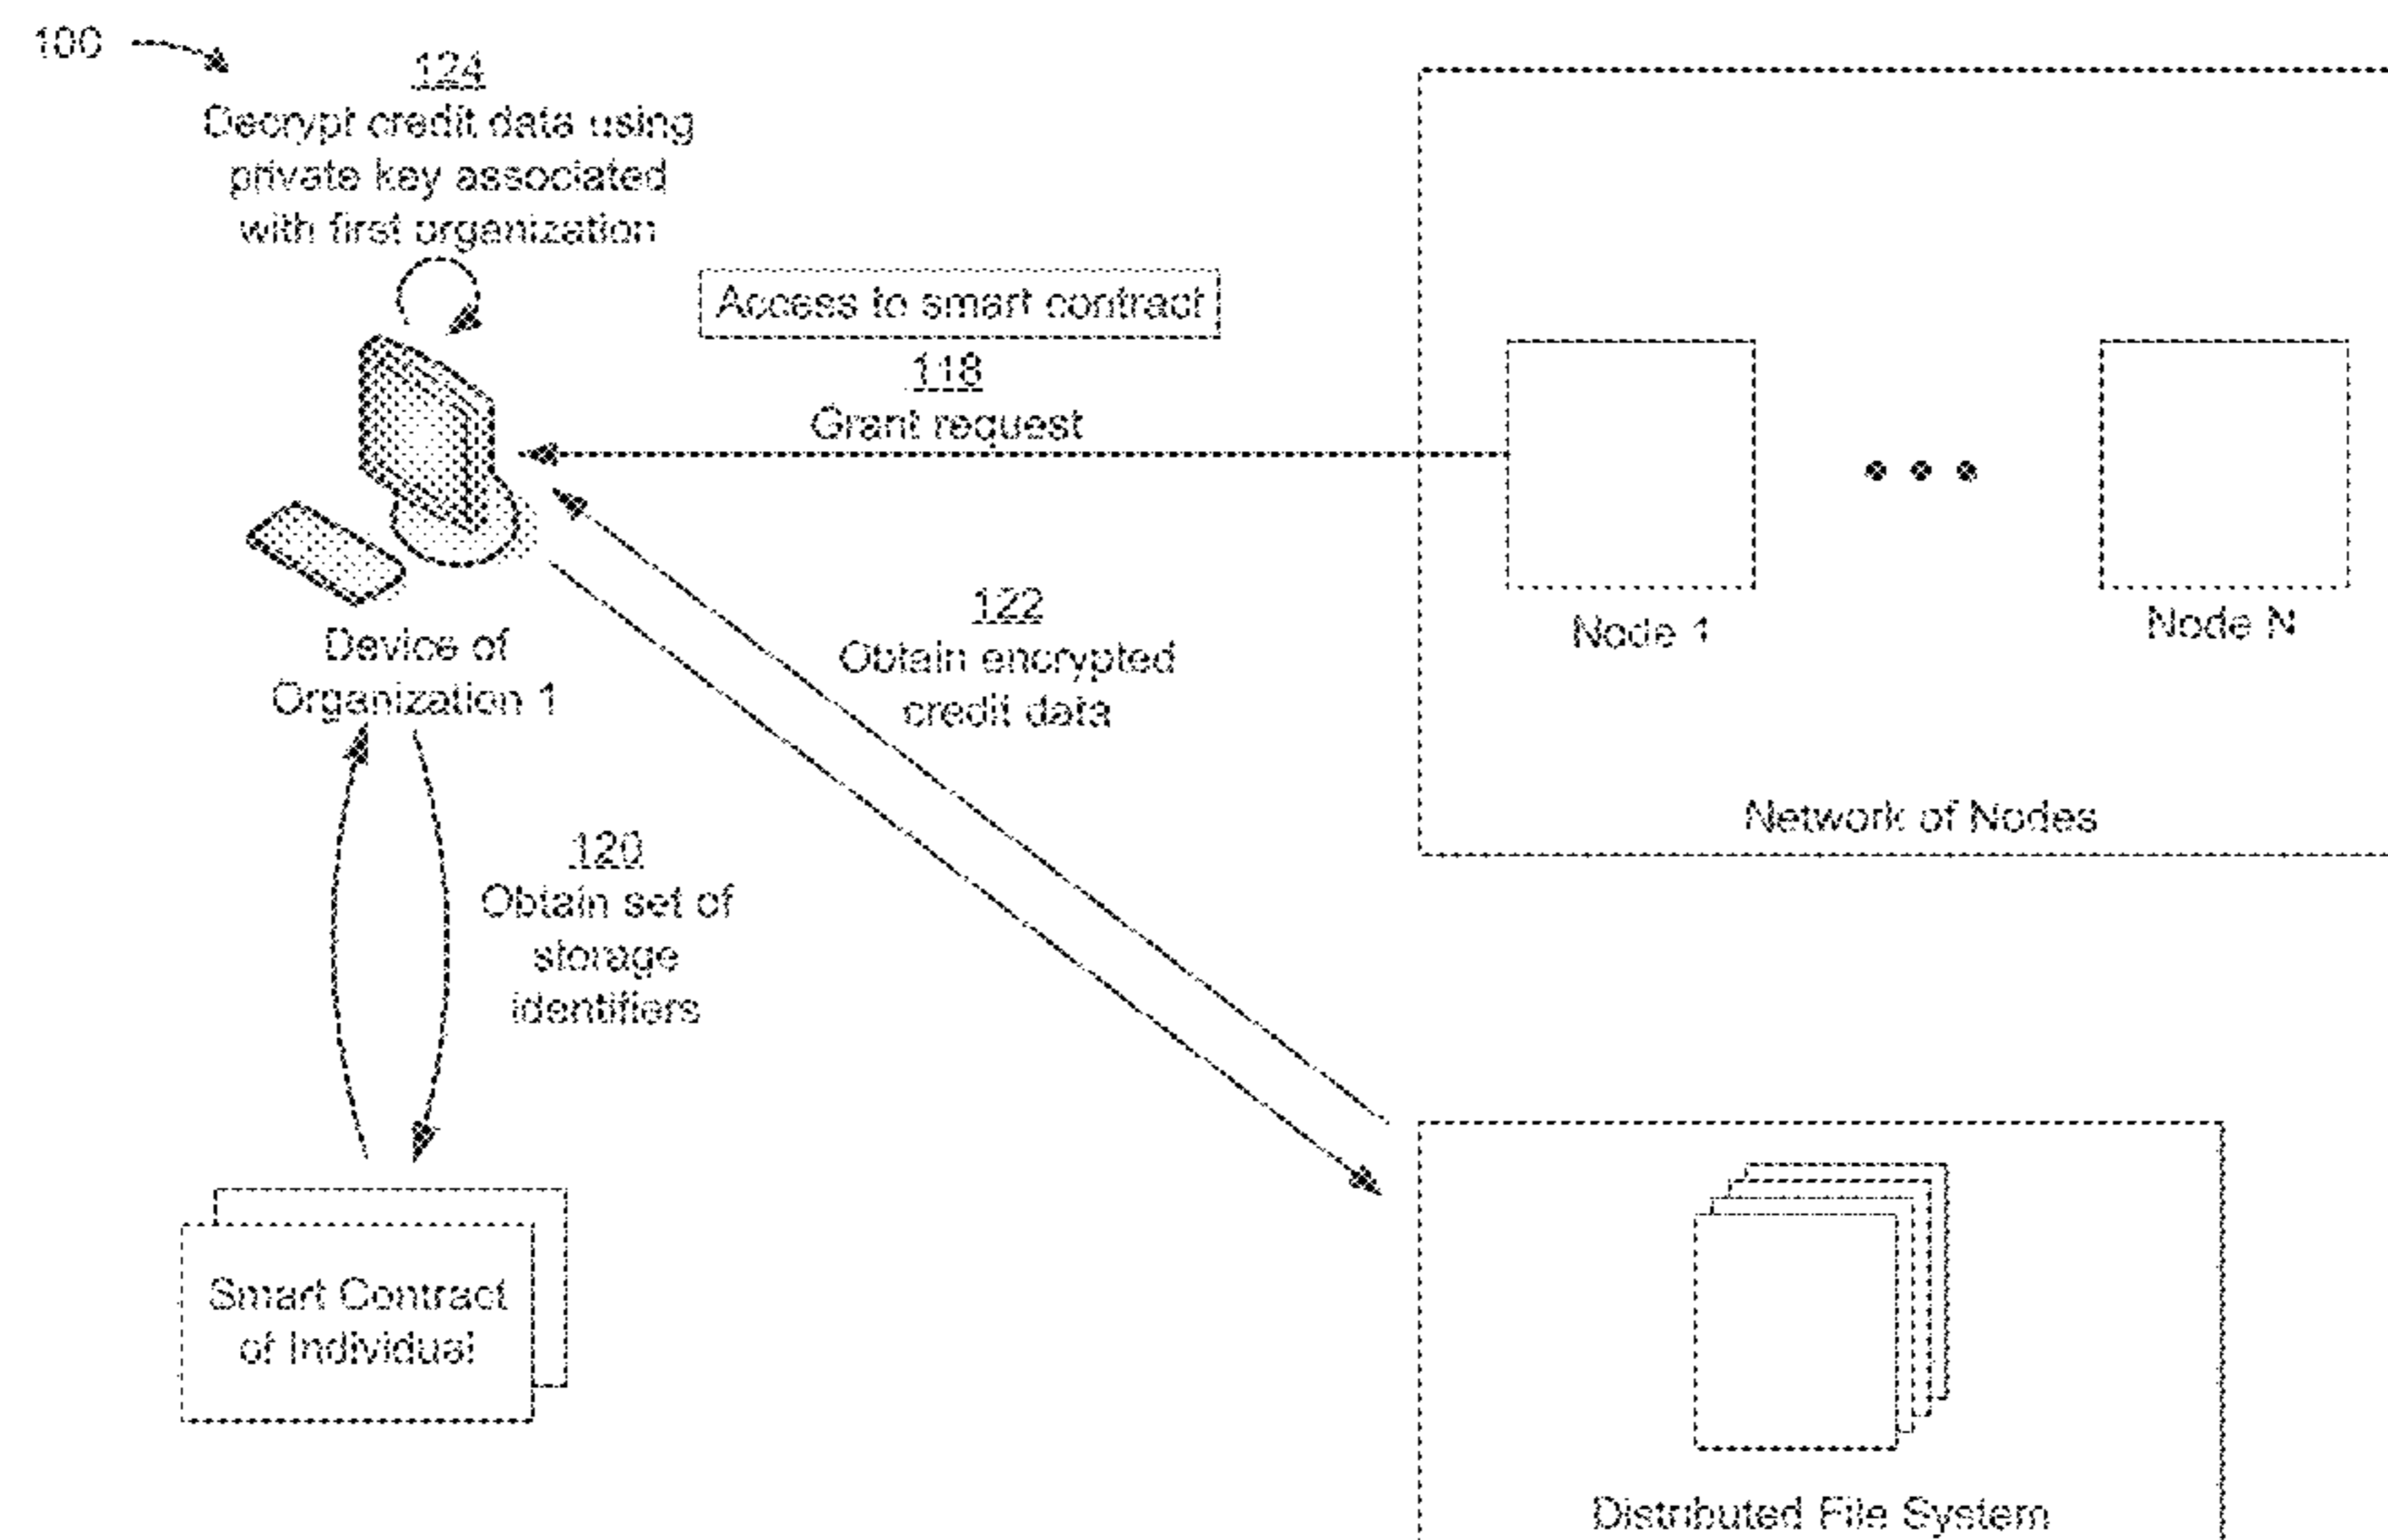 100
124
Decrypt credit data using
private key associated
with first organization
Access to smart contract
118
Grant request
Node 1
Node N
122
Obtain encrypted
credit data
Device of
Organization 1
Network of Nodes
120
Obtain set of
storage
identifiers
Smart Contract
of Individual
Distributed File System